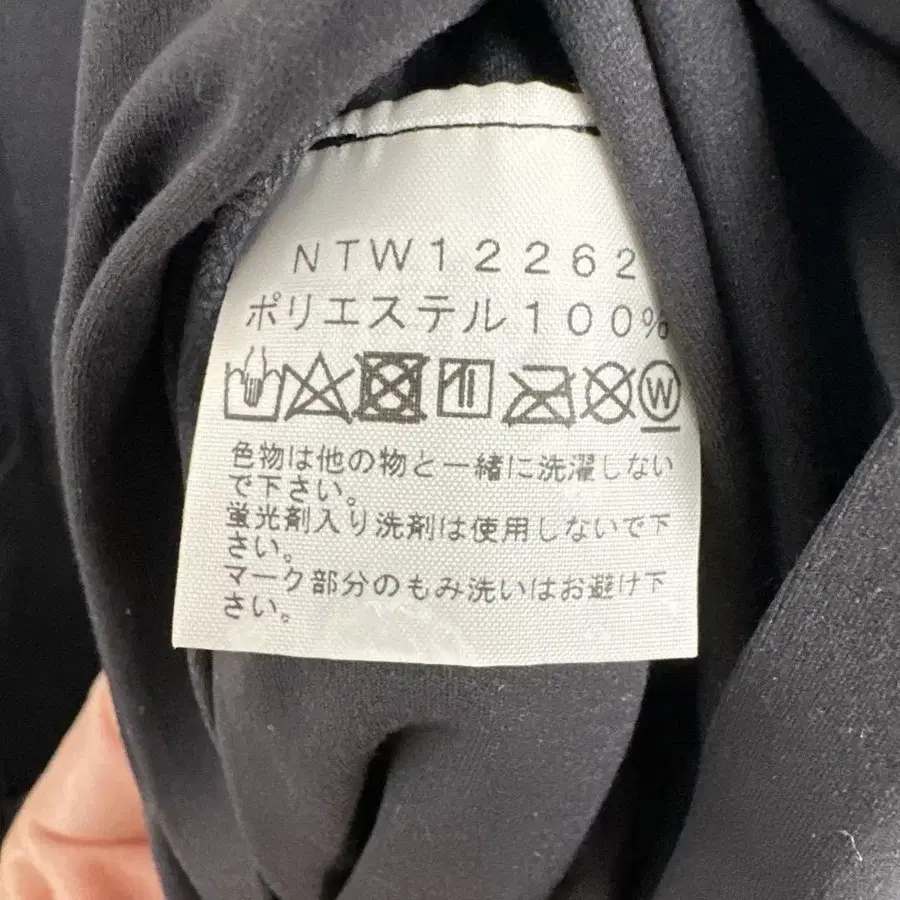 NTW12262
ポリエステル100%
W
色物は他の物と一緒に洗濯しない
で下さい。
蛍光剤入り洗剤は使用しないで下
さい。
マーク部分のもみ洗いはお避け下
さい。